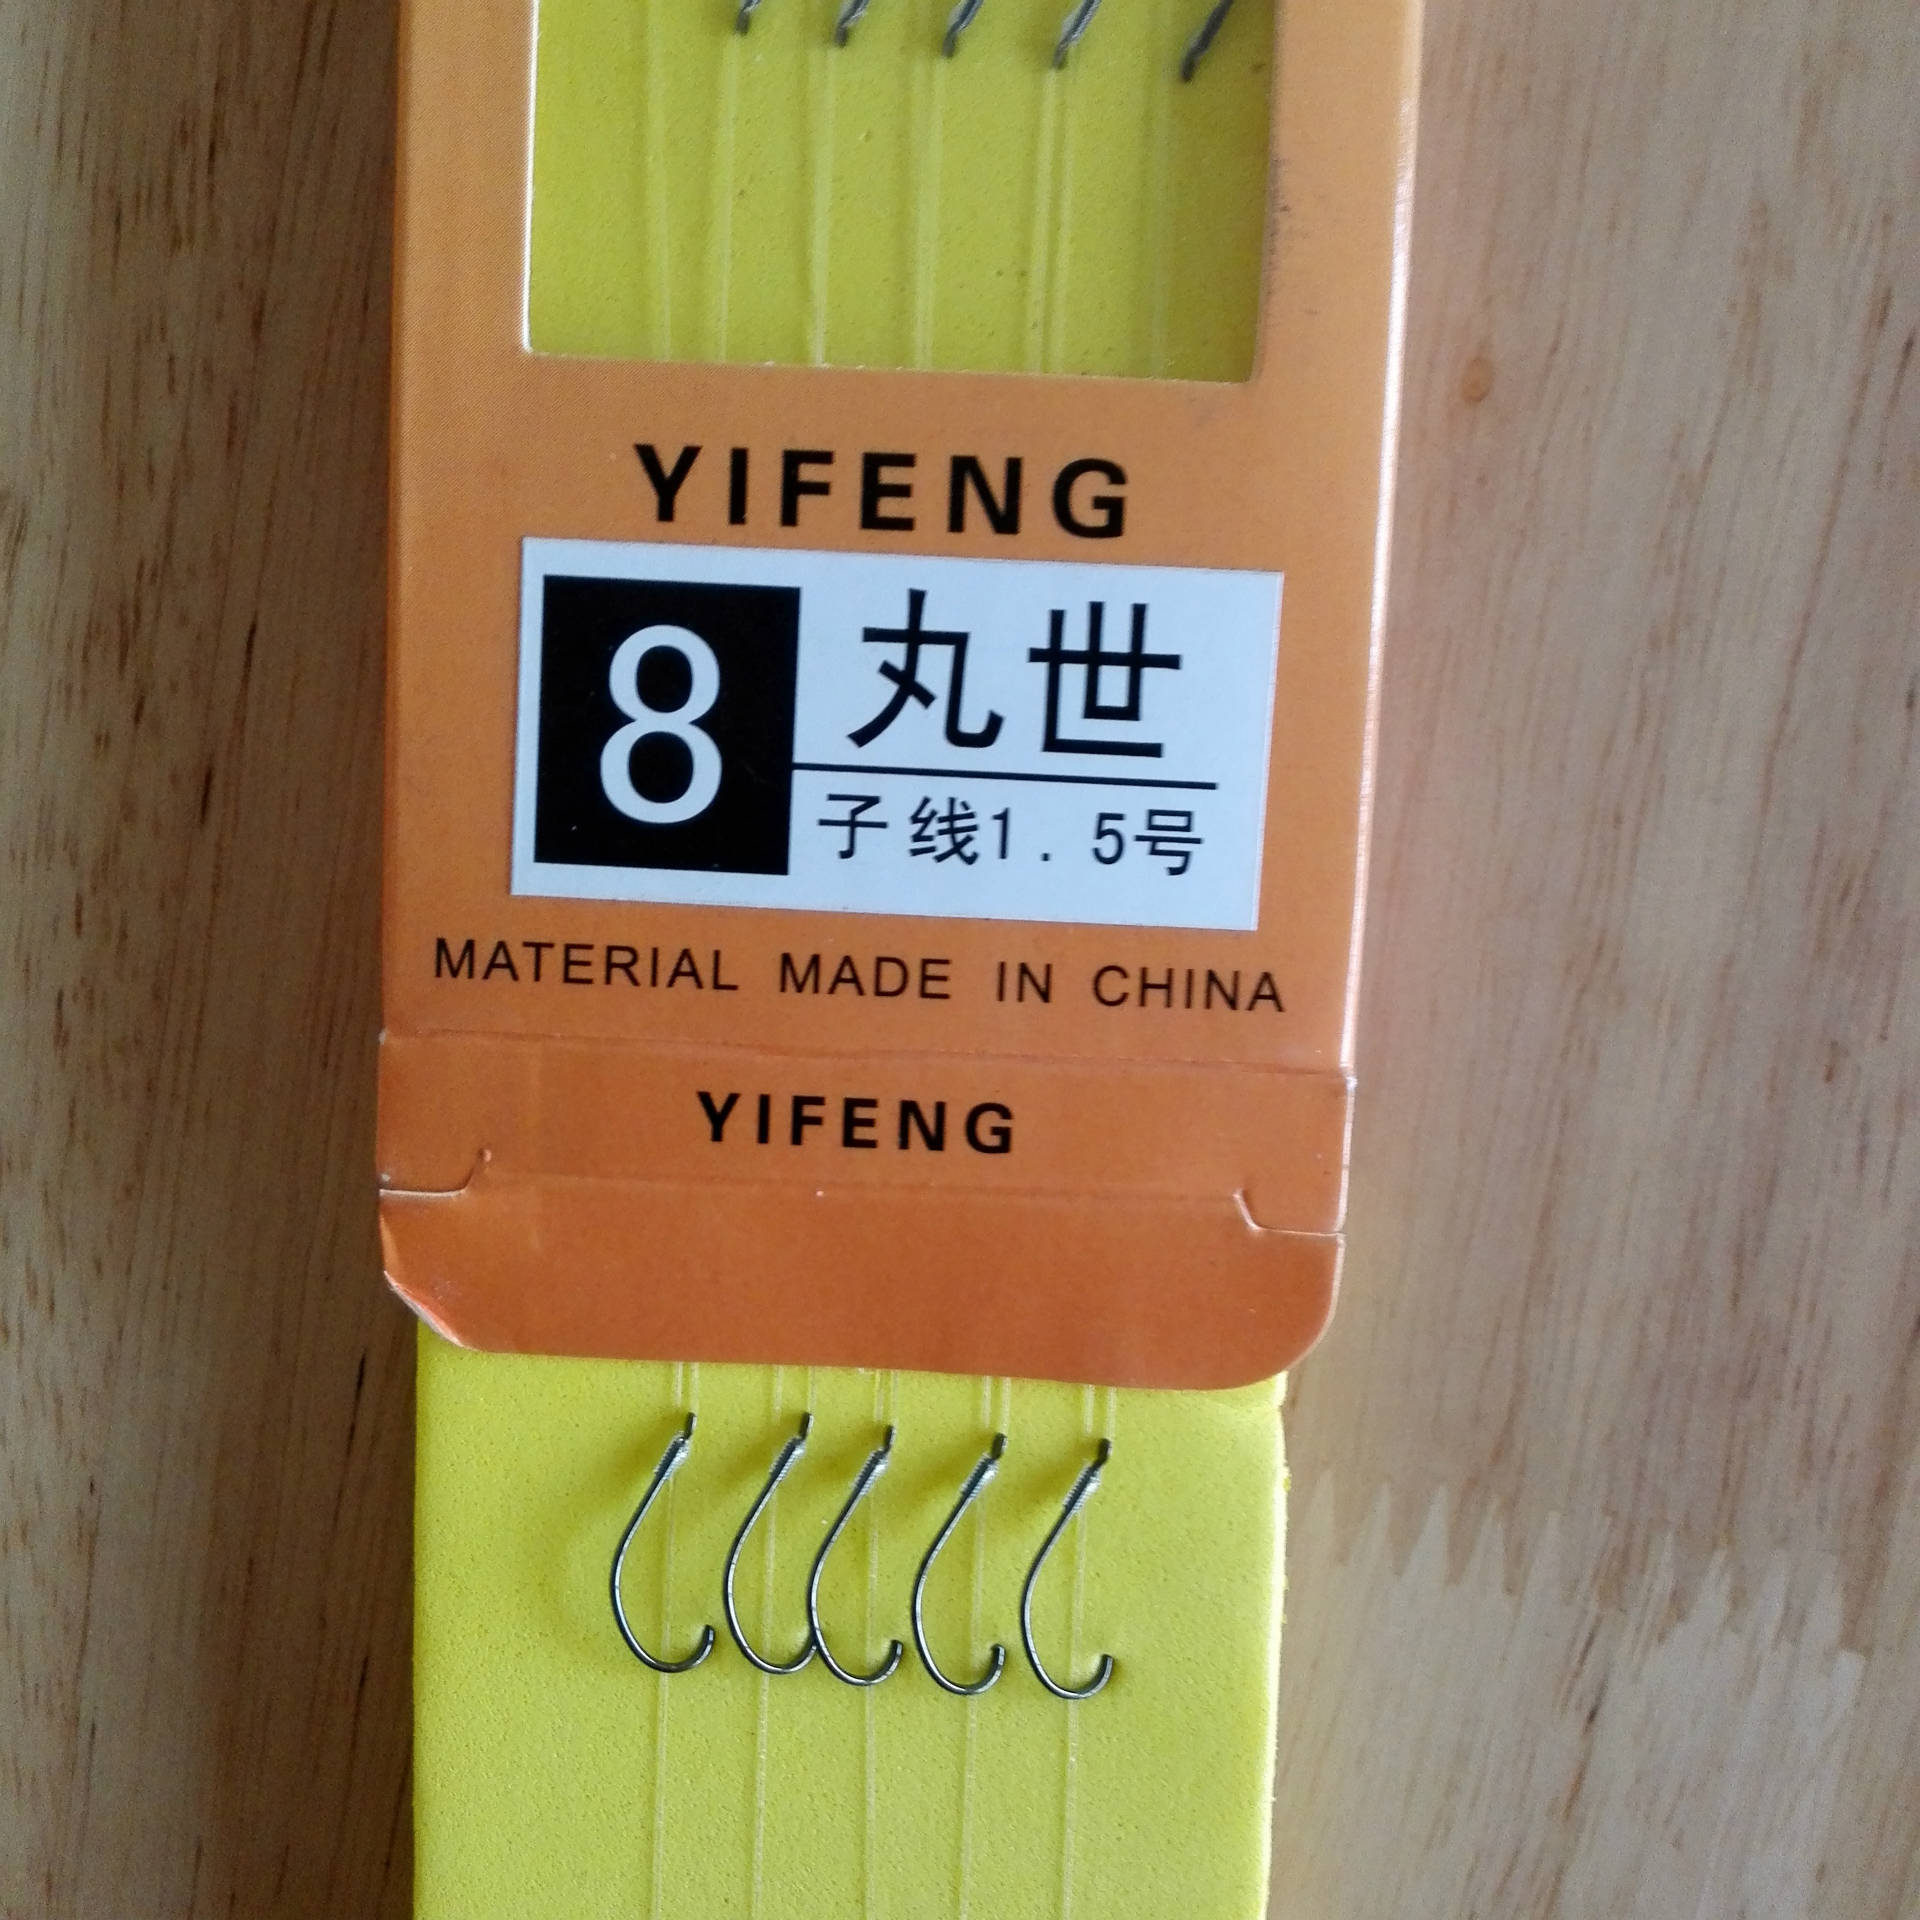 YIFENG
8
丸世
子线1.5号
MATERIAL MADE IN CHINA
YIFENG